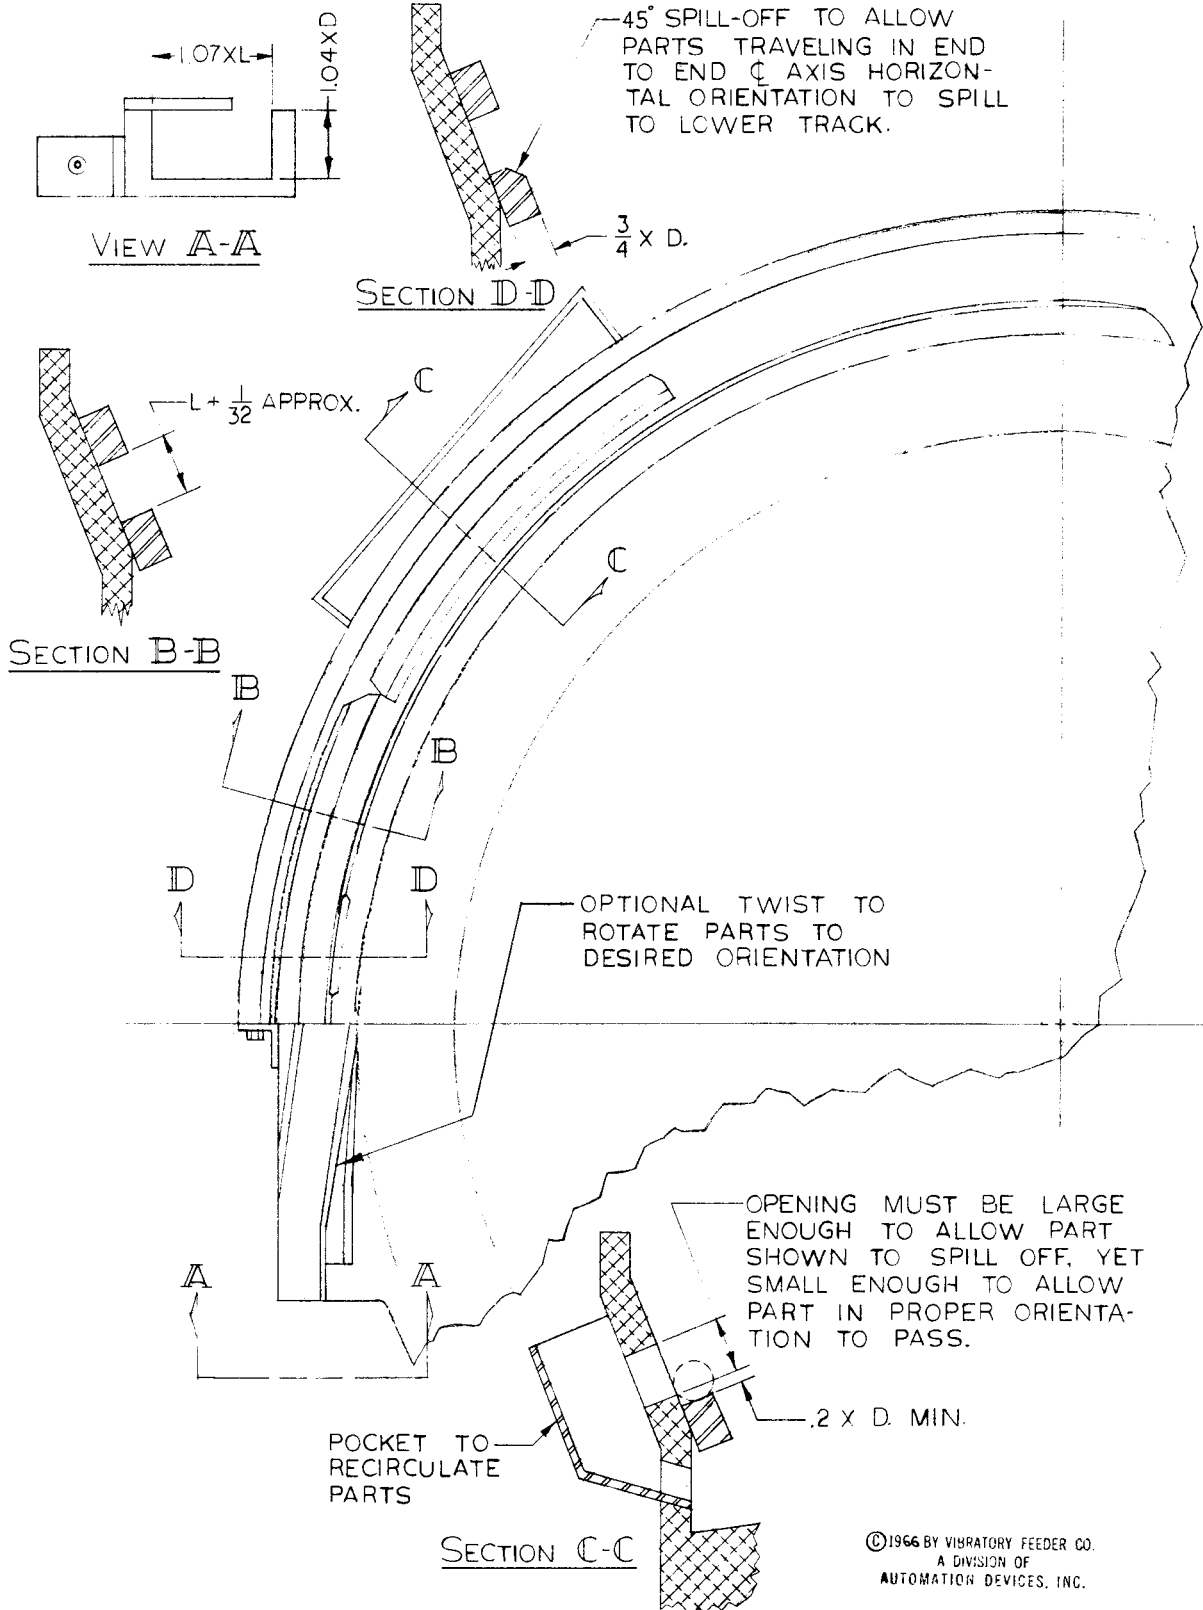 1.07XL
1.04XD
VIEW A-A
45° SPILL-OFF TO ALLOW
PARTS TRAVELING IN END
TO END ℄ AXIS HORIZON-
TAL ORIENTATION TO SPILL
TO LOWER TRACK.
3/4 X D.
SECTION D-D
L + 1/32 APPROX.
SECTION B-B
C
C
B
B
D
D
OPTIONAL TWIST TO
ROTATE PARTS TO
DESIRED ORIENTATION
A
A
OPENING MUST BE LARGE
ENOUGH TO ALLOW PART
SHOWN TO SPILL OFF, YET
SMALL ENOUGH TO ALLOW
PART IN PROPER ORIENTA-
TION TO PASS.
.2 X D. MIN.
POCKET TO
RECIRCULATE
PARTS
SECTION C-C
©1966 BY VIBRATORY FEEDER CO.
A DIVISION OF
AUTOMATION DEVICES, INC.